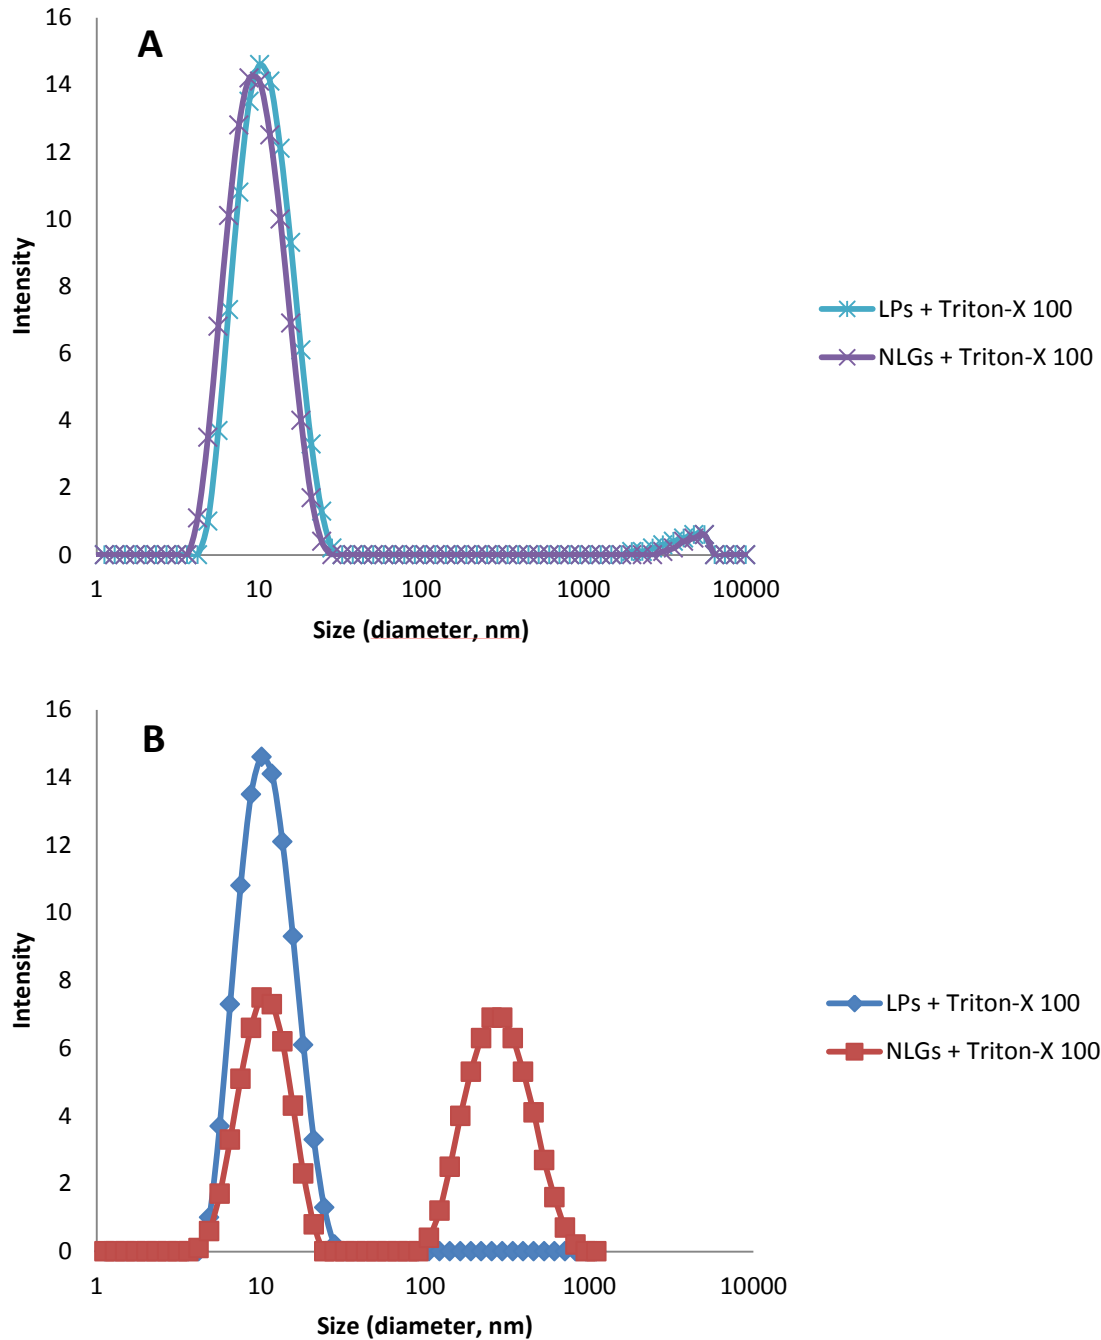 A
16
14
12
10
8
6
4
2
0
Intensity
1 10 100 1000 10000
Size (diameter, nm)
LPs + Triton-X 100
NLGs + Triton-X 100
B
16
14
12
10
8
6
4
2
0
Intensity
1 10 100 1000 10000
Size (diameter, nm)
LPs + Triton-X 100
NLGs + Triton-X 100